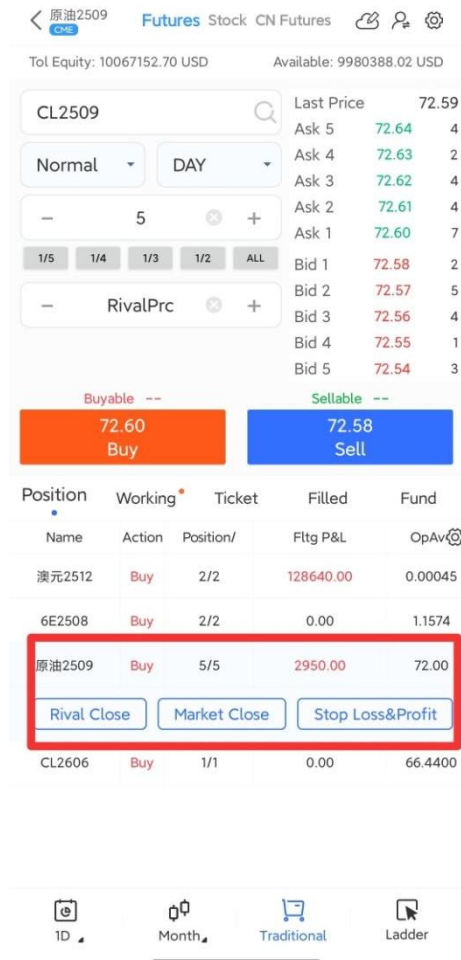 原油2509 Futures Stock CN Futures
CME
Tol Equity: 10067152.70 USD Available: 9980388.02 USD
CL2509
Normal DAY
− 5 +
1/5 1/4 1/3 1/2 ALL
− RivalPrc +
Last Price 72.59
Ask 5 72.64 4
Ask 4 72.63 2
Ask 3 72.62 4
Ask 2 72.61 4
Ask 1 72.60 7
Bid 1 72.58 2
Bid 2 72.57 5
Bid 3 72.56 4
Bid 4 72.55 1
Bid 5 72.54 3
Buyable -- Sellable --
72.60 72.58
Buy Sell
Position Working Ticket Filled Fund
Name Action Position/ Fltg P&L OpAv
澳元2512 Buy 2/2 128640.00 0.00045
6E2508 Buy 2/2 0.00 1.1574
原油2509 Buy 5/5 2950.00 72.00
Rival Close Market Close Stop Loss&Profit
CL2606 Buy 1/1 0.00 66.4400
1D Month Traditional Ladder